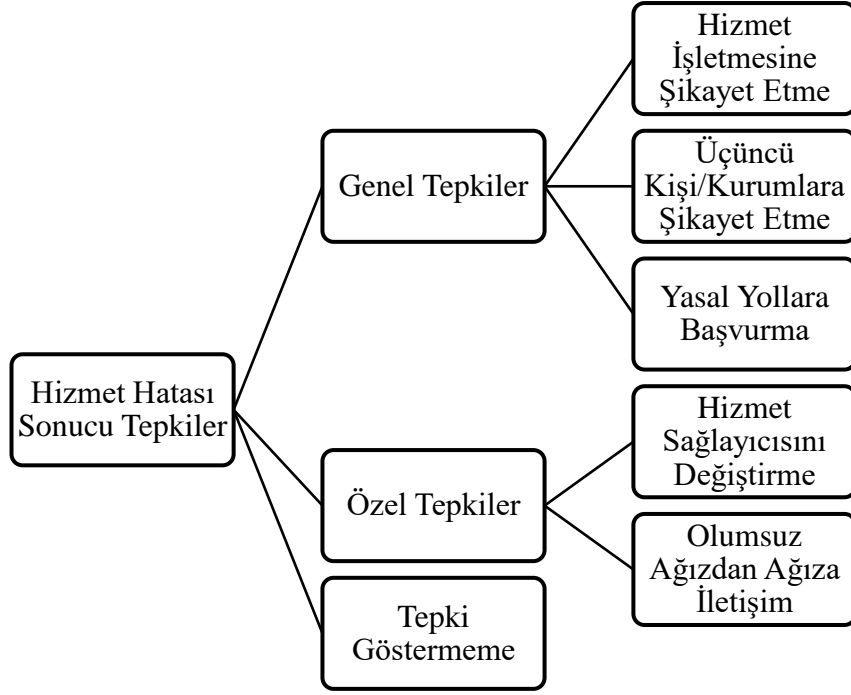 Hizmet
İşletmesine
Şikayet Etme
Genel Tepkiler
Üçüncü
Kişi/Kurumlara
Şikayet Etme
Yasal Yollara
Başvurma
Hizmet Hatası
Sonucu Tepkiler
Hizmet
Sağlayıcısını
Değiştirme
Özel Tepkiler
Olumsuz
Ağızdan Ağıza
İletişim
Tepki
Göstermeme